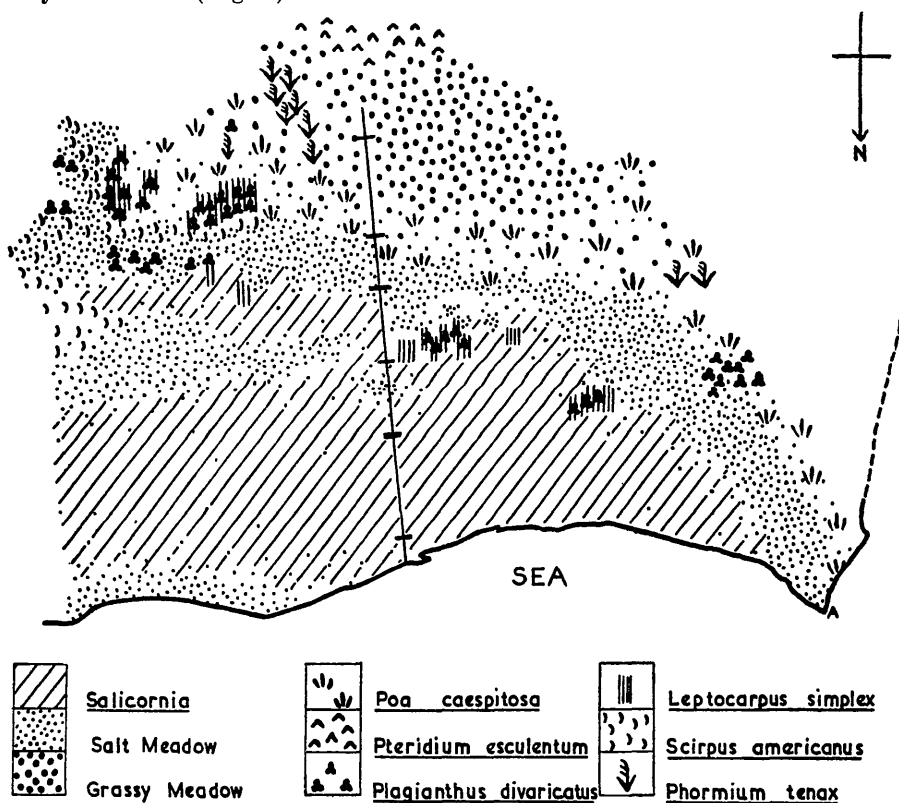 N
SEA
A
Salicornia
Salt Meadow
Grassy Meadow
Poa caespitosa
Pteridium esculentum
Plagianthus divaricatus
Leptocarpus simplex
Scirpus americanus
Phormium tenax